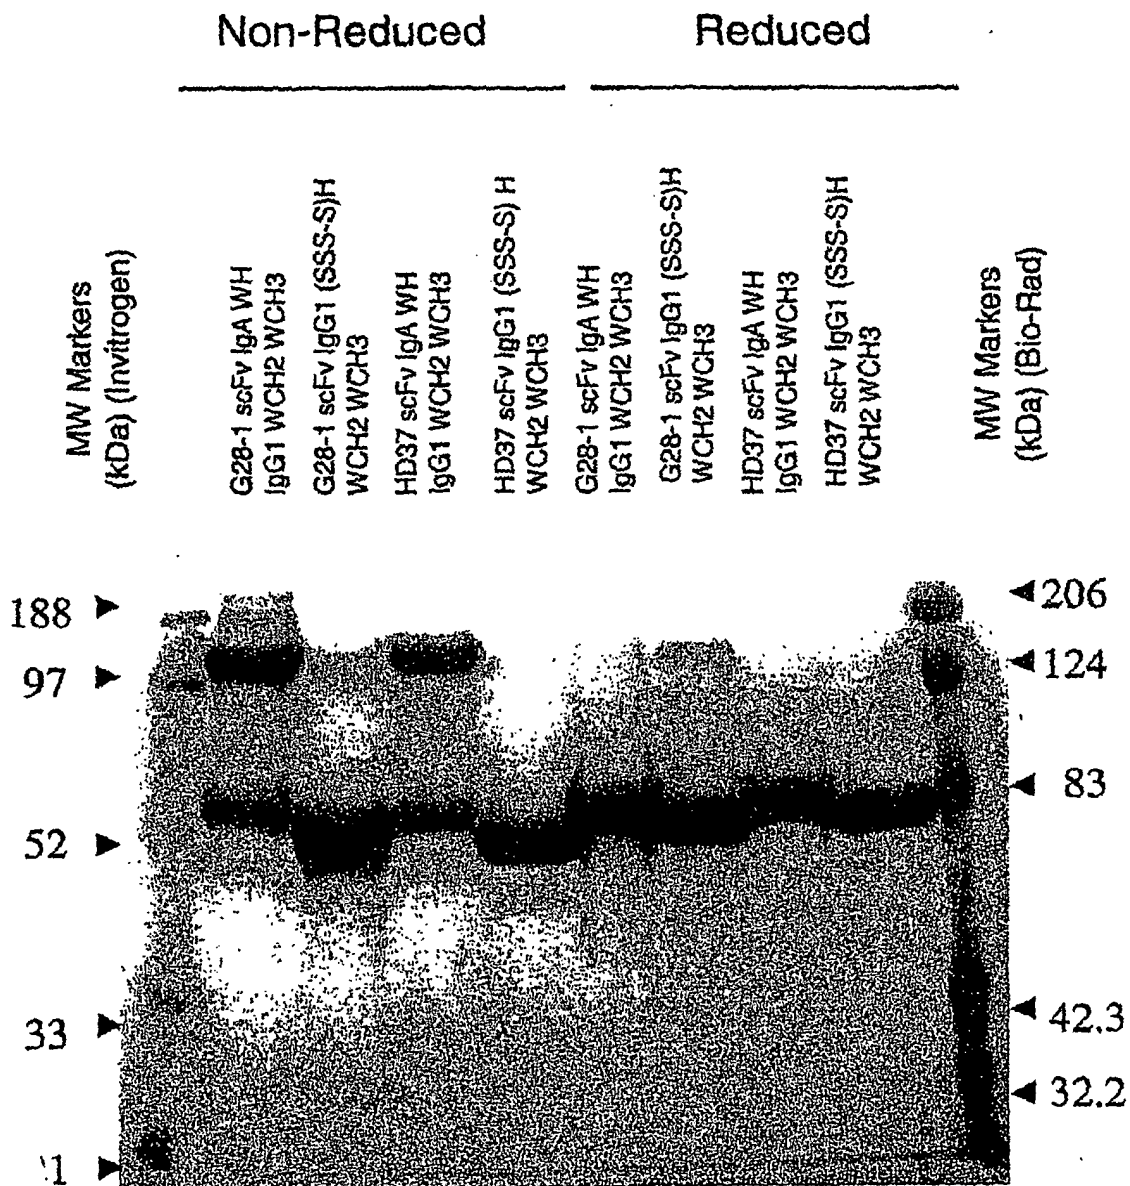 Non-Reduced
Reduced
MW Markers
(kDa) (Invitrogen)
G28-1 scFv IgA WH
IgG1 WCH2 WCH3
G28-1 scFv IgG1 (SSS-S)H
WCH2 WCH3
HD37 scFv IgA WH
IgG1 WCH2 WCH3
HD37 scFv IgG1 (SSS-S) H
WCH2 WCH3
G28-1 scFv IgA WH
IgG1 WCH2 WCH3
G28-1 scFv IgG1 (SSS-S)H
WCH2 WCH3
HD37 scFv IgA WH
IgG1 WCH2 WCH3
HD37 scFv IgG1 (SSS-S)H
WCH2 WCH3
MW Markers
(kDa) (Bio-Rad)
188
97
52
33
206
124
83
42.3
32.2